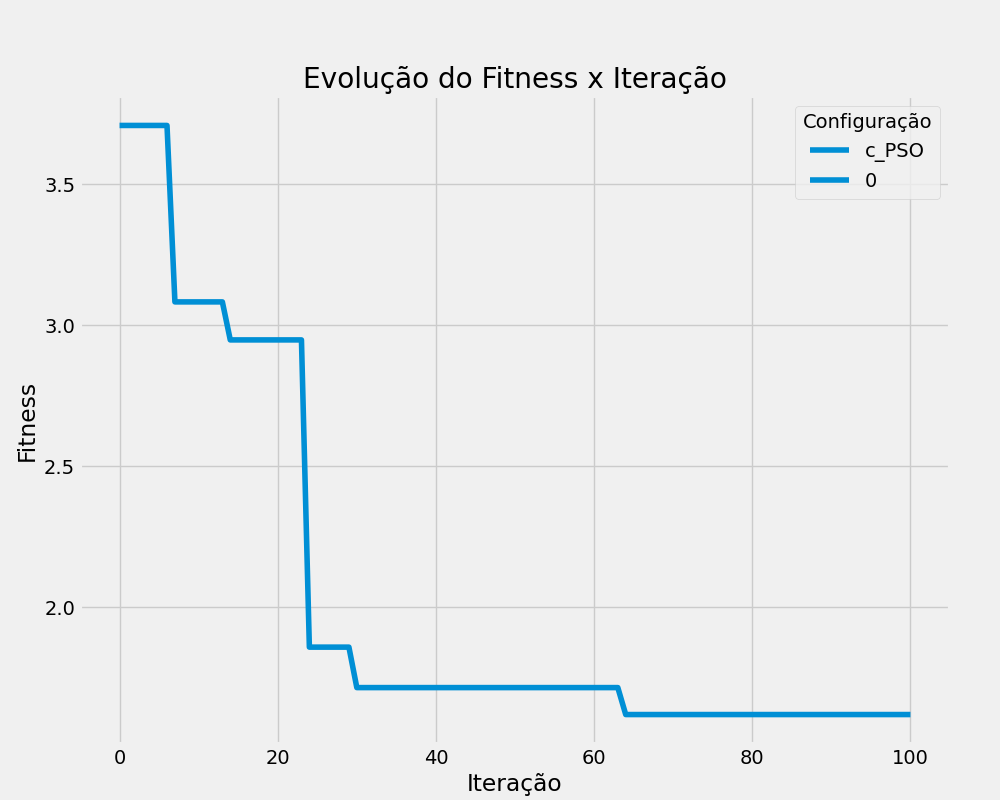 Evolução do Fitness x Iteração
Configuração
c_PSO
0
3.5
3.0
2.5
2.0
Fitness
0 20 40 60 80 100
Iteração